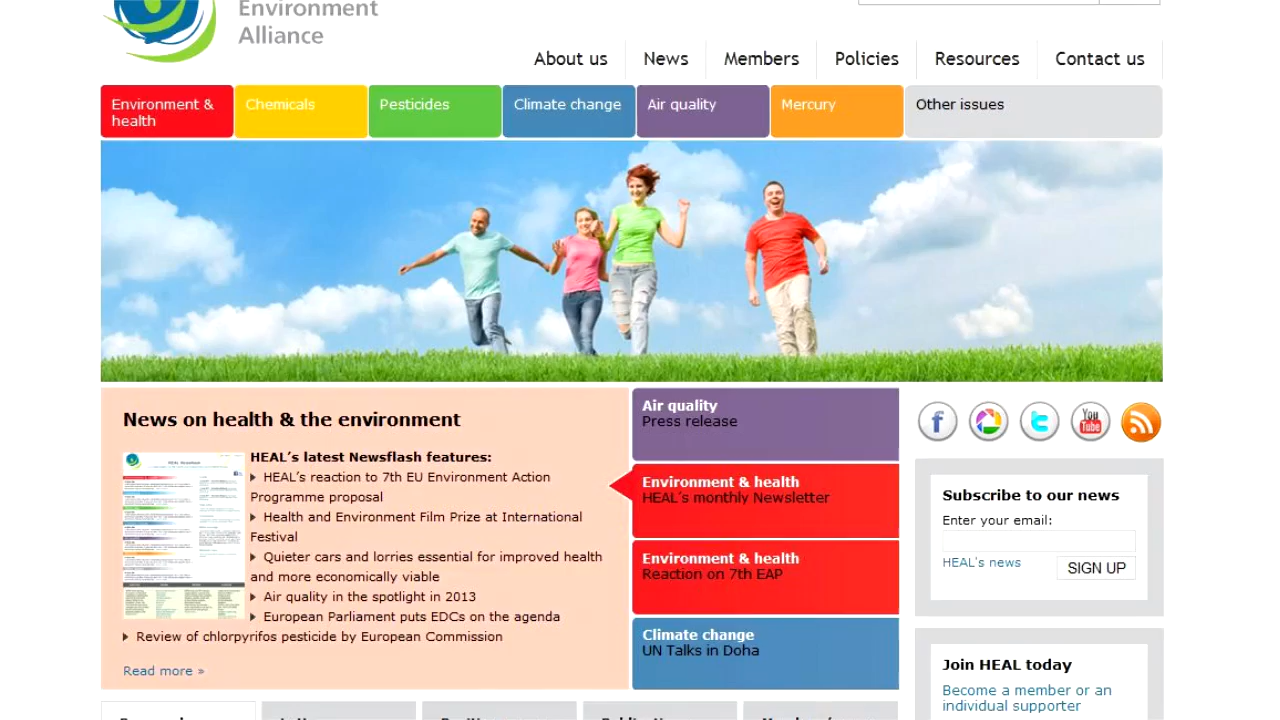 Environment
Alliance
About us
News
Members
Policies
Resources
Contact us
Environment &
health
Chemicals
Pesticides
Climate change
Air quality
Mercury
Other issues
News on health & the environment
HEAL's latest Newsflash features:
HEAL's reaction to 7th EU Environment Action
Programme proposal
Health and Environment Film Prize at International
Festival
Quieter cars and lorries essential for improved health
and more economically viable
Air quality in the spotlight in 2013
European Parliament puts EDCs on the agenda
Review of chlorpyrifos pesticide by European Commission
Read more »
Air quality
Press release
Environment & health
HEAL's monthly Newsletter
Environment & health
Reaction on 7th EAP
Climate change
UN Talks in Doha
You
Tube
Subscribe to our news
Enter your email:
HEAL's news
SIGN UP
Join HEAL today
Become a member or an
individual supporter